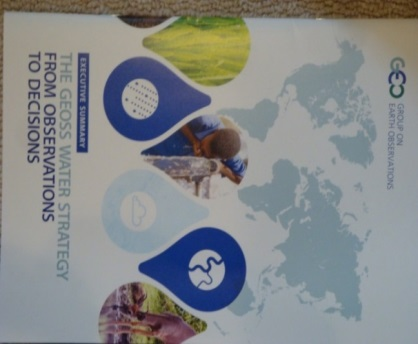 GEO
GROUP ON
EARTH OBSERVATIONS
EXECUTIVE SUMMARY
THE GEOSS WATER STRATEGY
FROM OBSERVATIONS
TO DECISIONS